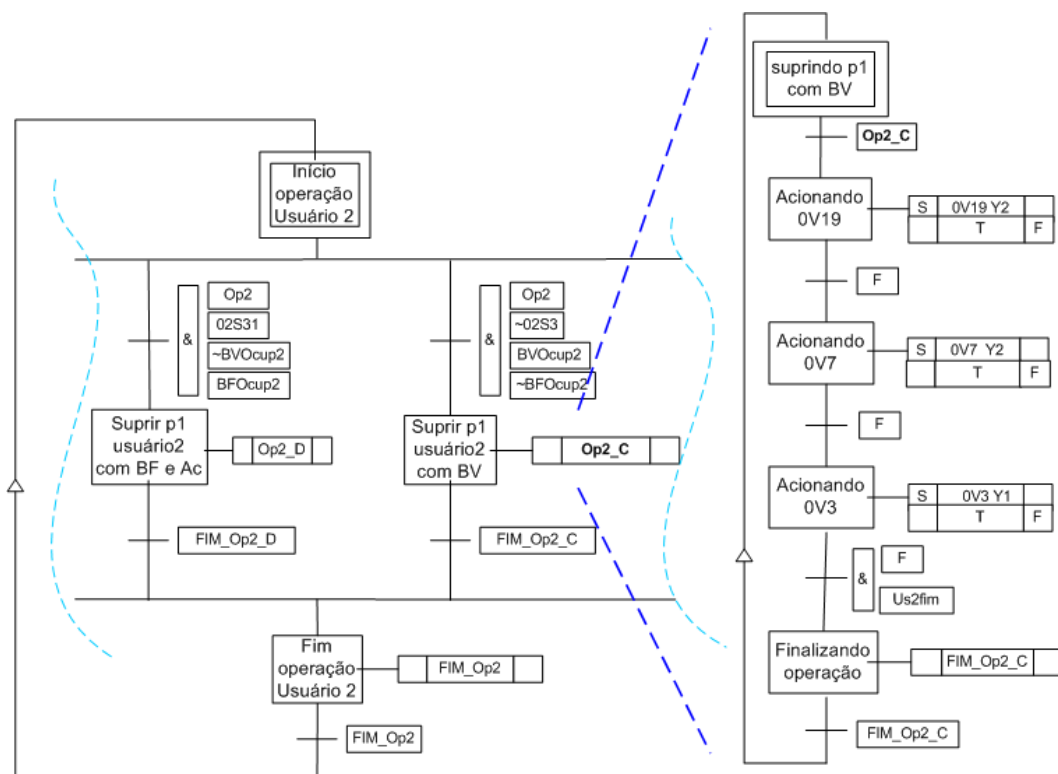 Início
operação
Usuário 2
&
Op2
02S31
~BVOcup2
BFOcup2
&
Op2
~02S3
BVOcup2
~BFOcup2
Suprir p1
usuário2
com BF e Ac
Op2_D
Suprir p1
usuário2
com BV
Op2_C
FIM_Op2_D
FIM_Op2_C
Fim
operação
Usuário 2
FIM_Op2
FIM_Op2
suprindo p1
com BV
Op2_C
Acionando
0V19
S 0V19 Y2
T F
F
Acionando
0V7
S 0V7 Y2
T F
F
Acionando
0V3
S 0V3 Y1
T F
&
F
Us2fim
Finalizando
operação
FIM_Op2_C
FIM_Op2_C